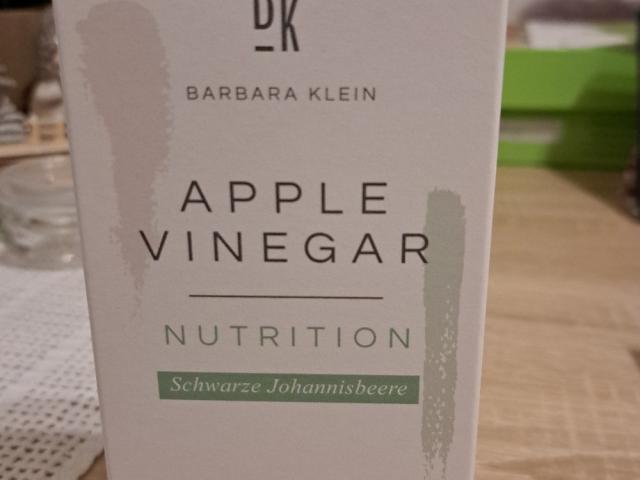 BK
BARBARA KLEIN
APPLE
VINEGAR
NUTRITION
Schwarze Johannisbeere